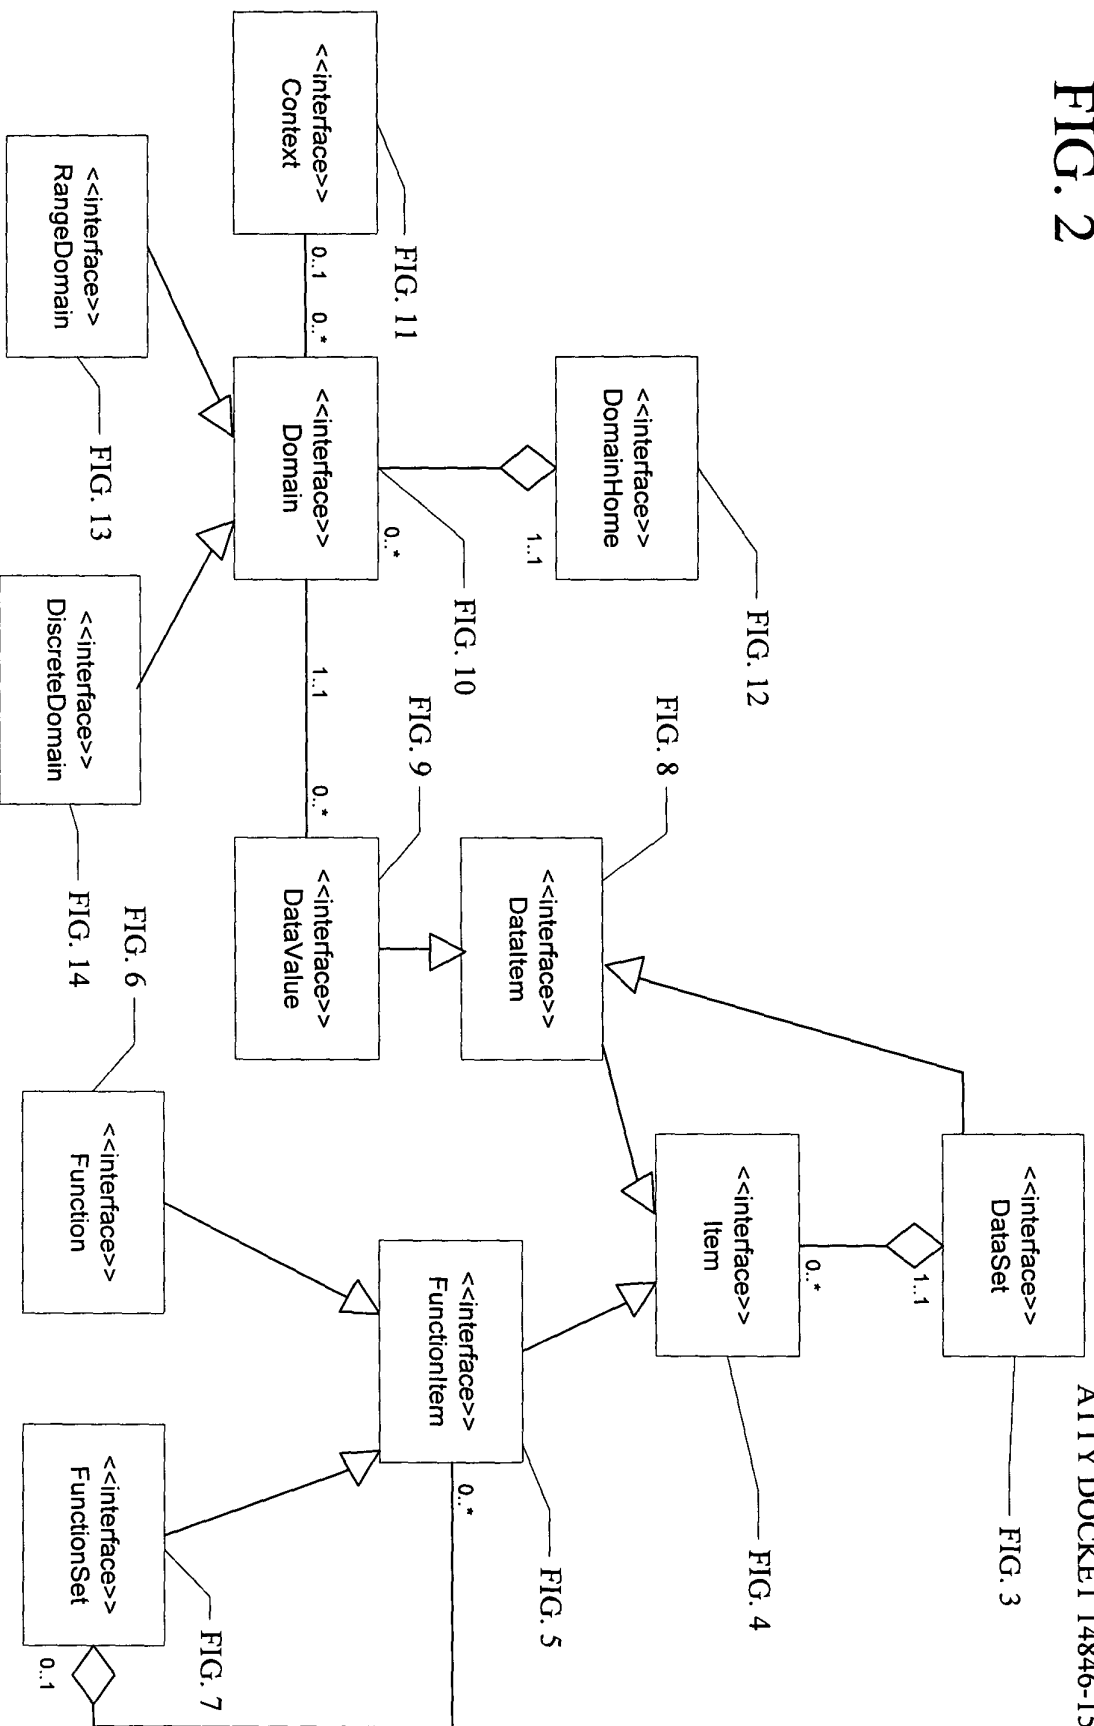 ATTY DOCKET 14846-15
FIG. 2
<<interface>>
DataSet
FIG. 3
1..1
0..*
<<interface>>
Item
FIG. 4
FIG. 12
<<interface>>
DomainHome
1..1
FIG. 8
<<interface>>
DataItem
FIG. 5
<<interface>>
FunctionItem
0..*
FIG. 10
FIG. 9
FIG. 11
0..*
<<interface>>
Context
0..1
0..*
<<interface>>
Domain
1..1
0..*
<<interface>>
DataValue
FIG. 7
FIG. 6
FIG. 13
<<interface>>
RangeDomain
<<interface>>
DiscreteDomain
FIG. 14
<<interface>>
Function
<<interface>>
FunctionSet
0..1